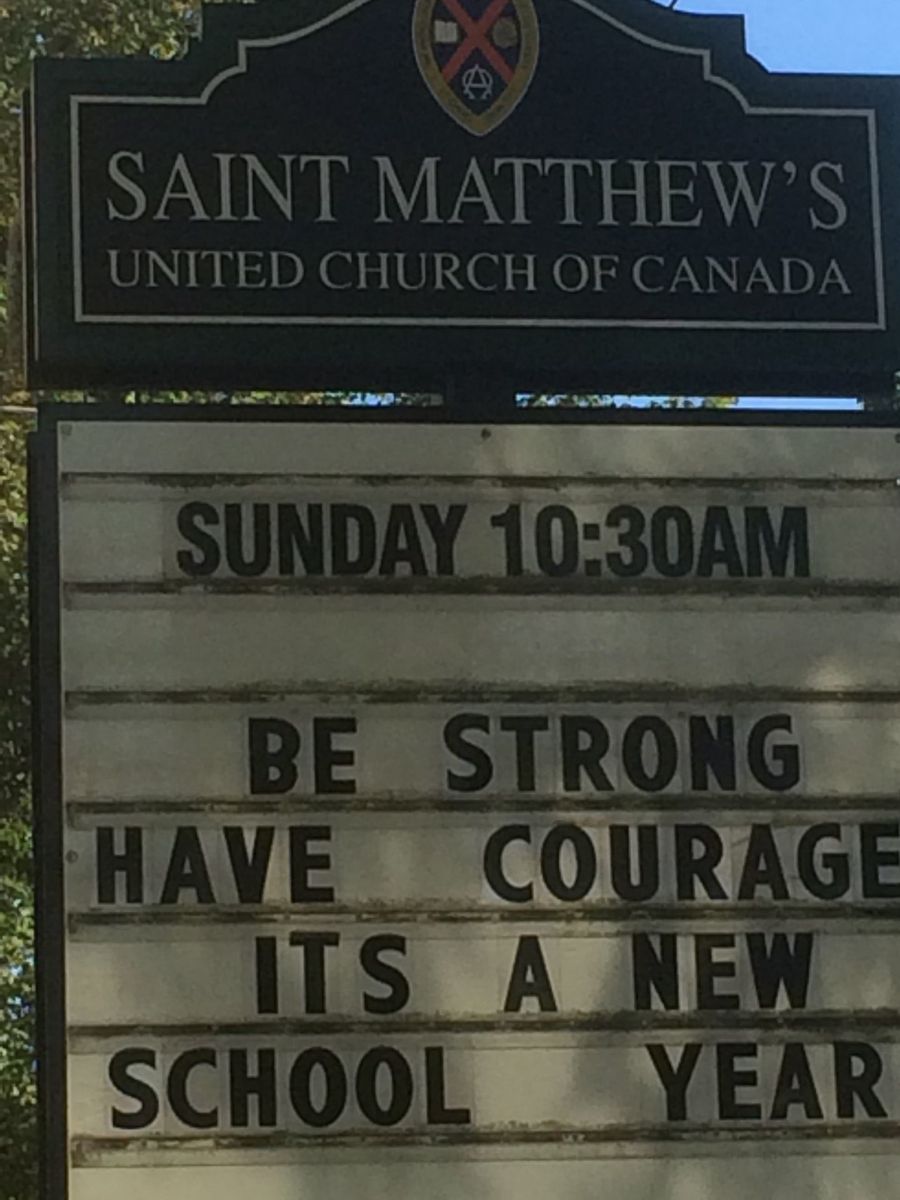 SAINT MATTHEW'S
UNITED CHURCH OF CANADA
SUNDAY 10:30AM
BE STRONG
HAVE COURAGE
ITS A NEW
SCHOOL YEAR